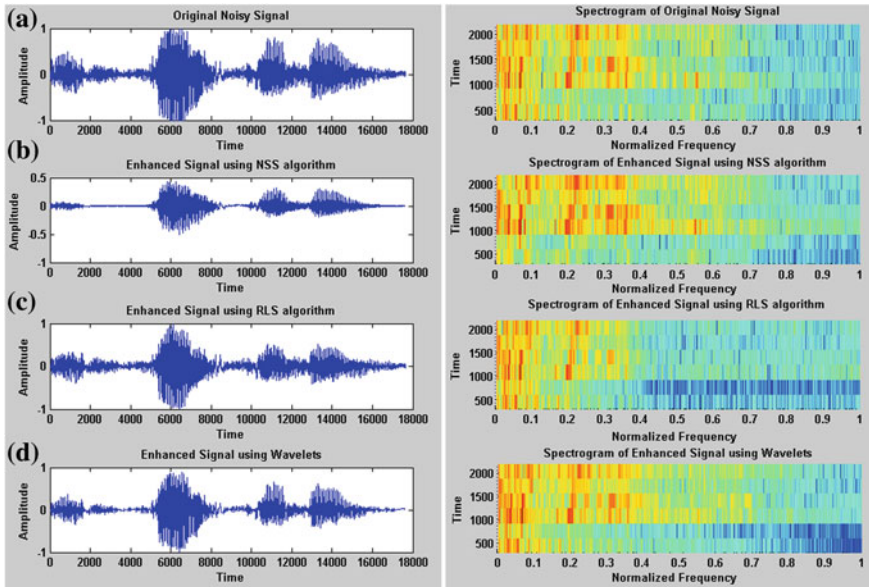 (a)
Original Noisy Signal
Amplitude
1
0
-1
0 2000 4000 6000 8000 10000 12000 14000 16000 18000
Time
Spectrogram of Original Noisy Signal
Time
2000
1500
1000
500
0 0.1 0.2 0.3 0.4 0.5 0.6 0.7 0.8 0.9 1
Normalized Frequency
(b)
Enhanced Signal using NSS algorithm
Amplitude
0.5
0
-0.5
-1
0 2000 4000 6000 8000 10000 12000 14000 16000 18000
Time
Spectrogram of Enhanced Signal using NSS algorithm
Time
2000
1500
1000
500
0 0.1 0.2 0.3 0.4 0.5 0.6 0.7 0.8 0.9 1
Normalized Frequency
(c)
Enhanced Signal using RLS algorithm
Amplitude
1
0
-1
0 2000 4000 6000 8000 10000 12000 14000 16000 18000
Time
Spectrogram of Enhanced Signal using RLS algorithm
Time
2000
1500
1000
500
0 0.1 0.2 0.3 0.4 0.5 0.6 0.7 0.8 0.9 1
Normalized Frequency
(d)
Enhanced Signal using Wavelets
Amplitude
1
0
-1
0 2000 4000 6000 8000 10000 12000 14000 16000 18000
Time
Spectrogram of Enhanced Signal using Wavelets
Time
2000
1500
1000
500
0 0.1 0.2 0.3 0.4 0.5 0.6 0.7 0.8 0.9 1
Normalized Frequency